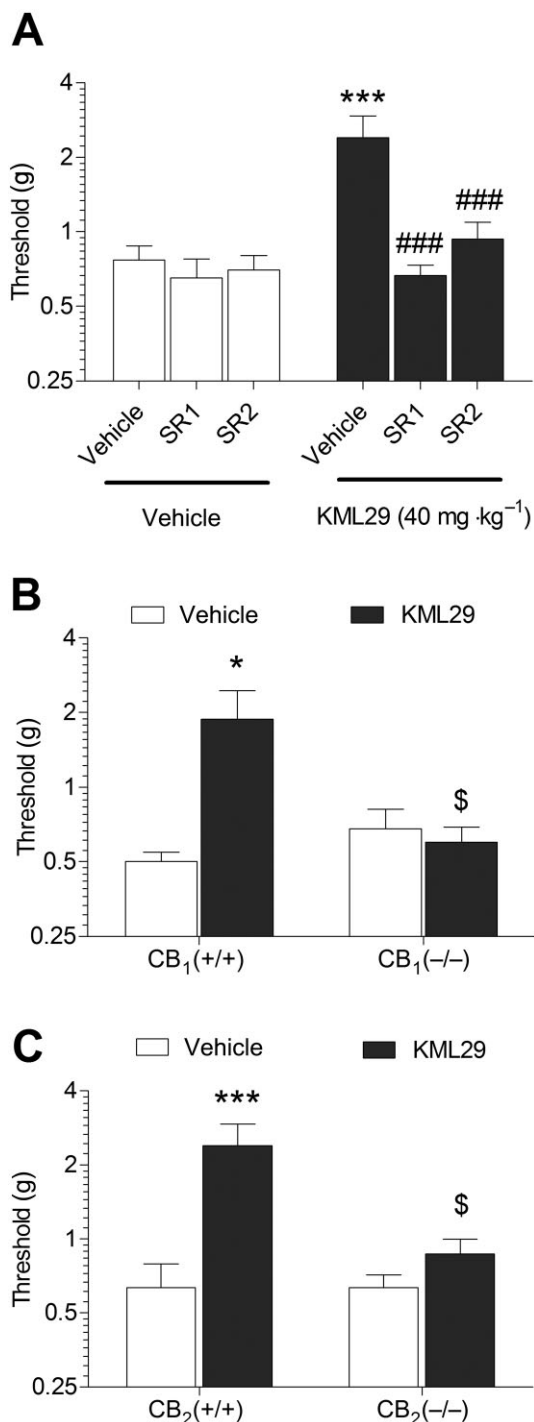 A
Threshold (g)
4
2
1
0.5
0.25
***
###
###
Vehicle SR1 SR2 Vehicle SR1 SR2
Vehicle KML29 (40 mg ·kg⁻¹)
B
Vehicle KML29
Threshold (g)
4
2
1
0.5
0.25
*
$
CB₁(+/+) CB₁(–/–)
C
Vehicle KML29
Threshold (g)
4
2
1
0.5
0.25
***
$
CB₂(+/+) CB₂(–/–)